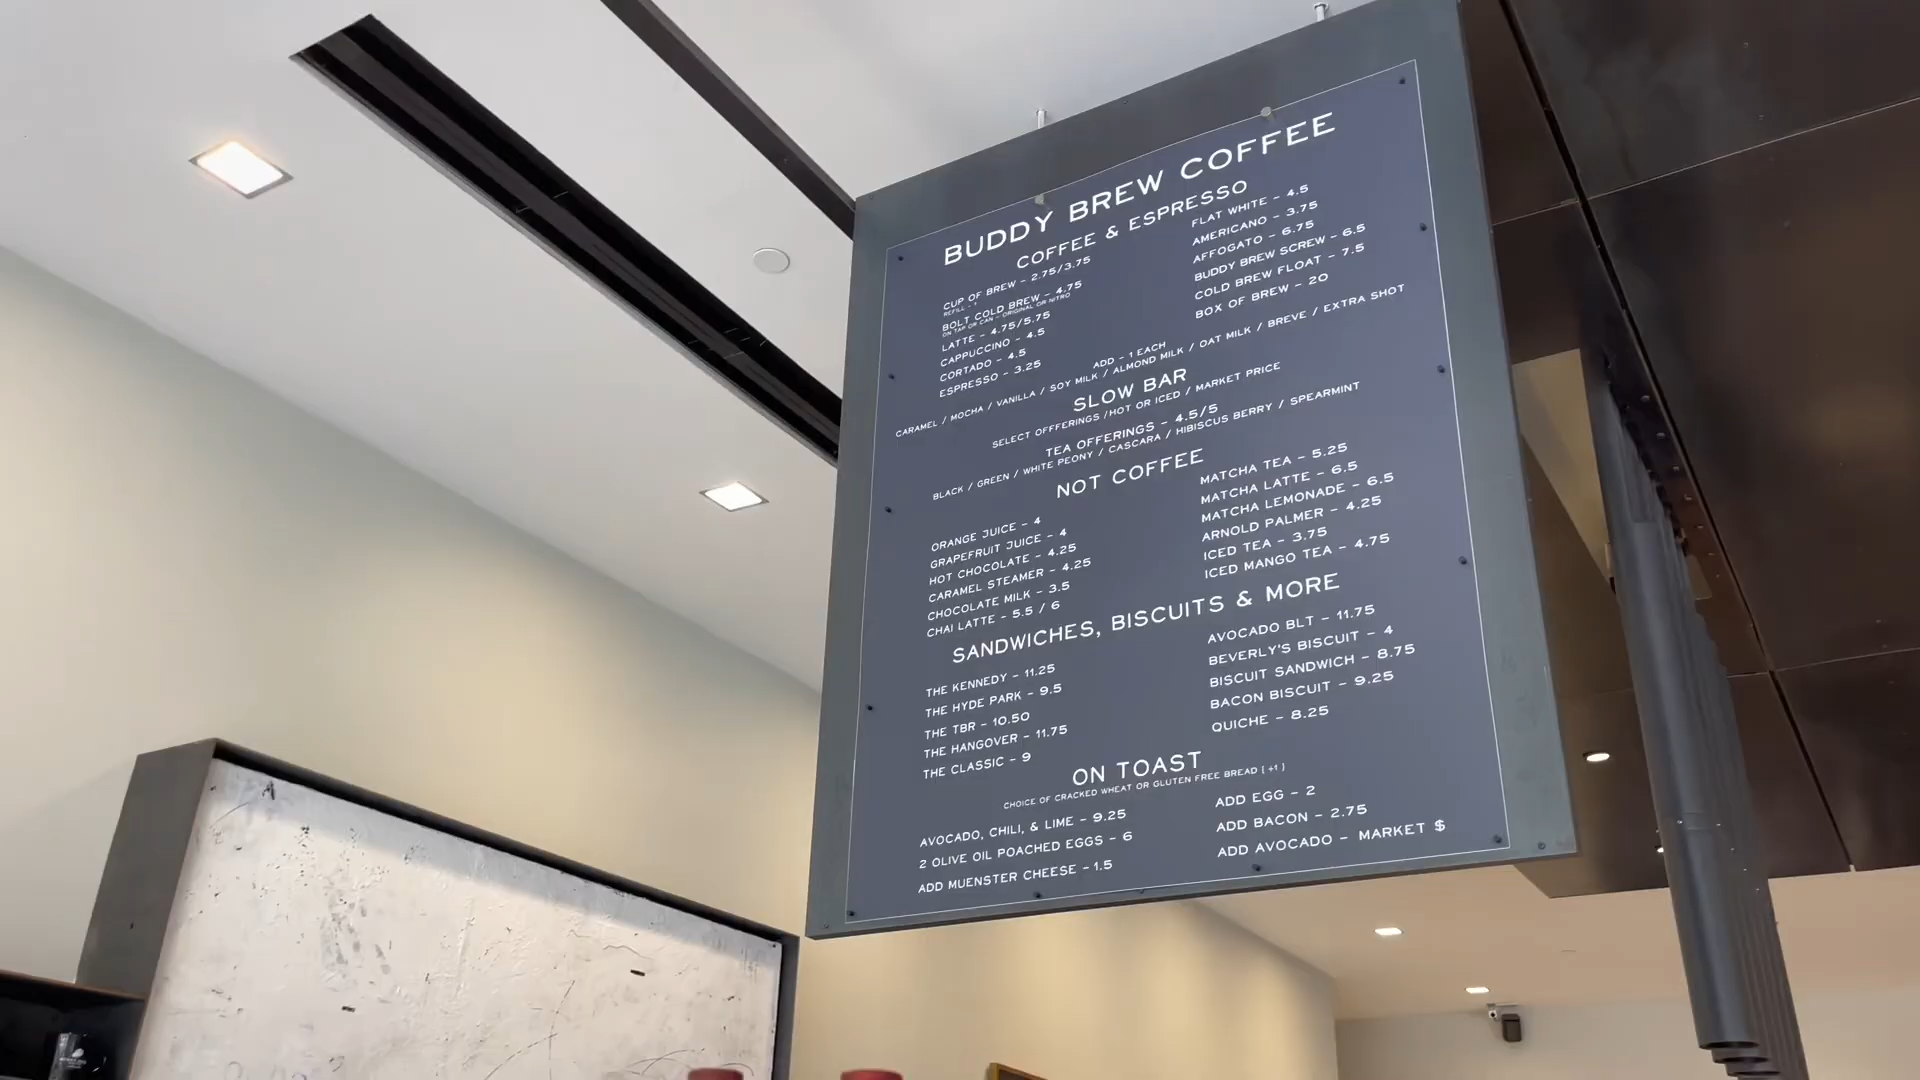 BUDDY BREW COFFEE
COFFEE & ESPRESSO
CUP OF BREW - 2.75/3.75
REFILL - 1
BOLT COLD BREW - 4.75
ON TAP OR CAN - ORIGINAL OR NITRO
LATTE - 4.75/5.75
CAPPUCCINO - 4.5
CORTADO - 4.5
ESPRESSO - 3.25
FLAT WHITE - 4.5
AMERICANO - 3.75
AFFOGATO - 6.75
BUDDY BREW SCREW - 6.5
COLD BREW FLOAT - 7.5
BOX OF BREW - 20
ADD - 1 EACH
CARAMEL / MOCHA / VANILLA / SOY MILK / ALMOND MILK / OAT MILK / BREVE / EXTRA SHOT
SLOW BAR
SELECT OFFFERINGS /HOT OR ICED / MARKET PRICE
TEA OFFERINGS - 4.5/5
BLACK / GREEN / WHITE PEONY / CASCARA / HIBISCUS BERRY / SPEARMINT
NOT COFFEE
ORANGE JUICE - 4
GRAPEFRUIT JUICE - 4
HOT CHOCOLATE - 4.25
CARAMEL STEAMER - 4.25
CHOCOLATE MILK - 3.5
CHAI LATTE - 5.5 / 6
MATCHA TEA - 5.25
MATCHA LATTE - 6.5
MATCHA LEMONADE - 6.5
ARNOLD PALMER - 4.25
ICED TEA - 3.75
ICED MANGO TEA - 4.75
SANDWICHES, BISCUITS & MORE
THE KENNEDY - 11.25
THE HYDE PARK - 9.5
THE TBR - 10.50
THE HANGOVER - 11.75
THE CLASSIC - 9
AVOCADO BLT - 11.75
BEVERLY'S BISCUIT - 4
BISCUIT SANDWICH - 8.75
BACON BISCUIT - 9.25
QUICHE - 8.25
ON TOAST
CHOICE OF CRACKED WHEAT OR GLUTEN FREE BREAD [ +1 ]
AVOCADO, CHILI, & LIME - 9.25
2 OLIVE OIL POACHED EGGS - 6
ADD MUENSTER CHEESE - 1.5
ADD EGG - 2
ADD BACON - 2.75
ADD AVOCADO - MARKET $